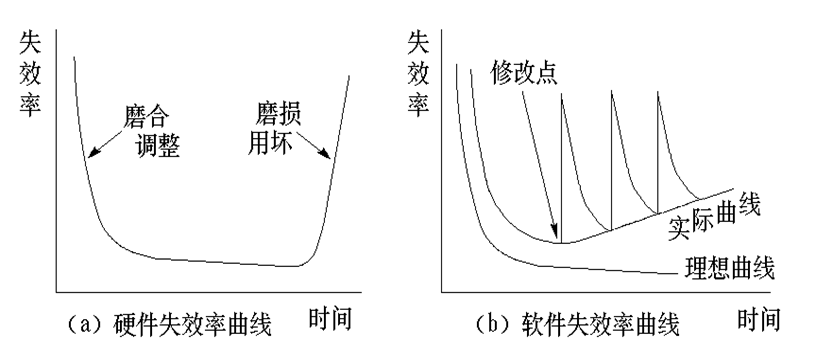 失效率
磨合
调整
磨损
用坏
时间
(a) 硬件失效率曲线
失效率
修改点
实际曲线
理想曲线
时间
(b) 软件失效率曲线